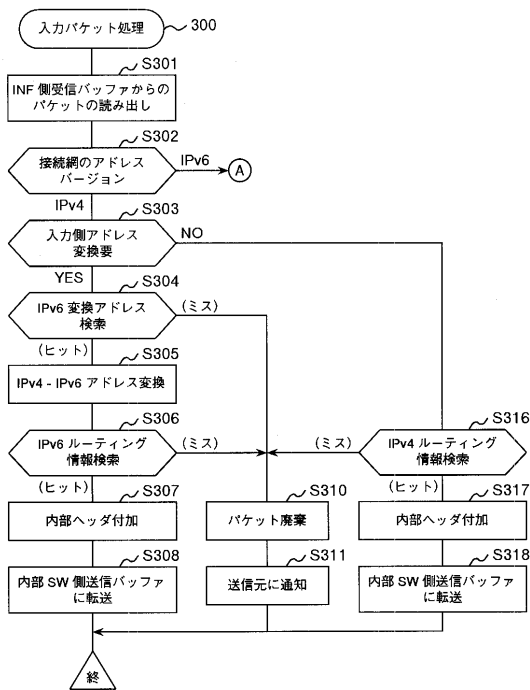 入力パケット処理
300
S301
INF 側受信バッファからの
パケットの読み出し
S302
接続網のアドレス
バージョン
IPv6
A
IPv4
S303
入力側アドレス
変換要
NO
YES
S304
IPv6 変換アドレス
検索
(ミス)
(ヒット)
S305
IPv4 - IPv6 アドレス変換
S306
IPv6 ルーティング
情報検索
(ミス)
(ミス)
S316
IPv4 ルーティング
情報検索
(ヒット)
S307
内部ヘッダ付加
S310
パケット廃棄
(ヒット)
S317
内部ヘッダ付加
S308
内部 SW 側送信バッファ
に転送
S311
送信元に通知
S318
内部 SW 側送信バッファ
に転送
終